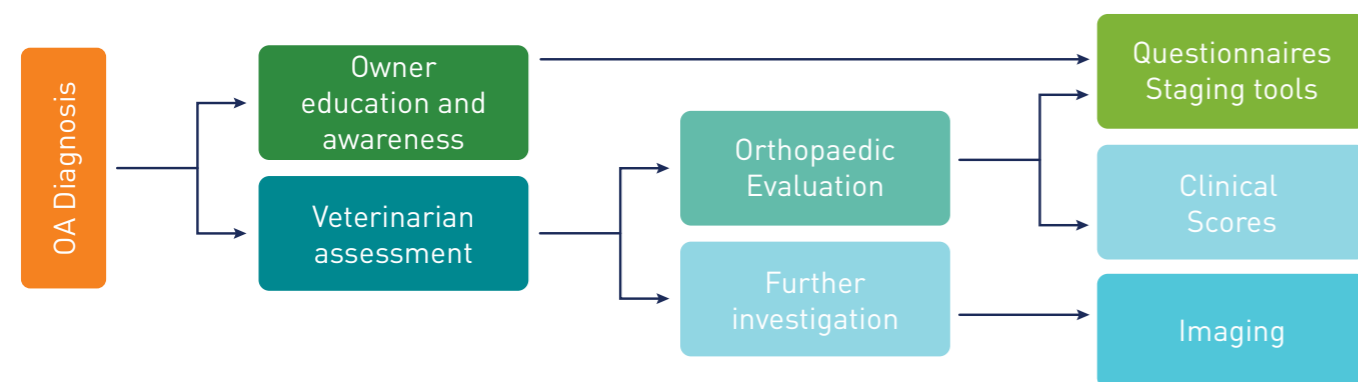 OA Diagnosis
Owner
education and
awareness
Veterinarian
assessment
Orthopaedic
Evaluation
Further
investigation
Questionnaires
Staging tools
Clinical
Scores
Imaging